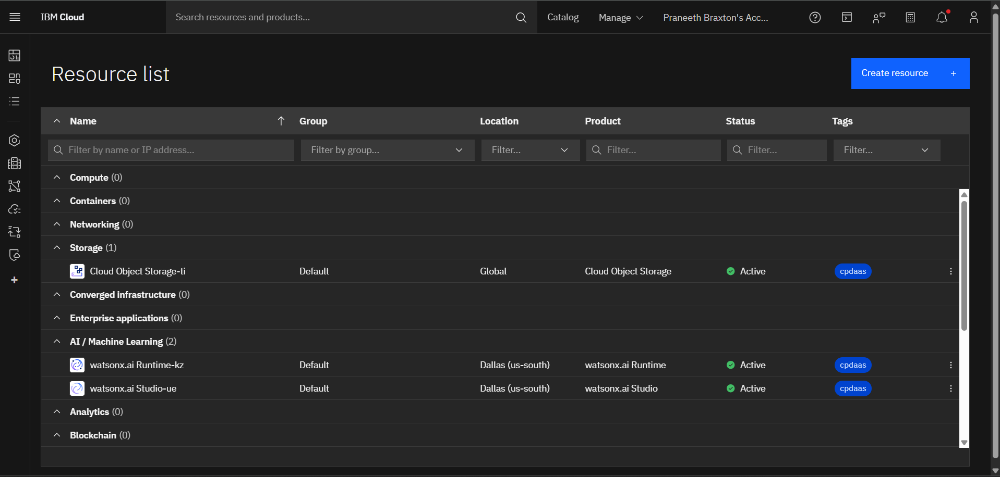 IBM Cloud
Search resources and products...
Catalog
Manage
Praneeth Braxton's Acc...
Resource list
Create resource +
Name Group Location Product Status Tags
Filter by name or IP address... Filter by group... Filter... Filter... Filter... Filter...
Compute (0)
Containers (0)
Networking (0)
Storage (1)
Cloud Object Storage-ti Default Global Cloud Object Storage Active cpdaas
Converged infrastructure (0)
Enterprise applications (0)
AI / Machine Learning (2)
watsonx.ai Runtime-kz Default Dallas (us-south) watsonx.ai Runtime Active cpdaas
watsonx.ai Studio-ue Default Dallas (us-south) watsonx.ai Studio Active cpdaas
Analytics (0)
Blockchain (0)